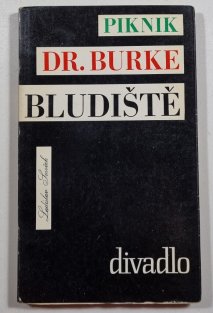 PIKNIK
DR. BURKE
BLUDIŠTĚ
Ladislav Smoček
divadlo